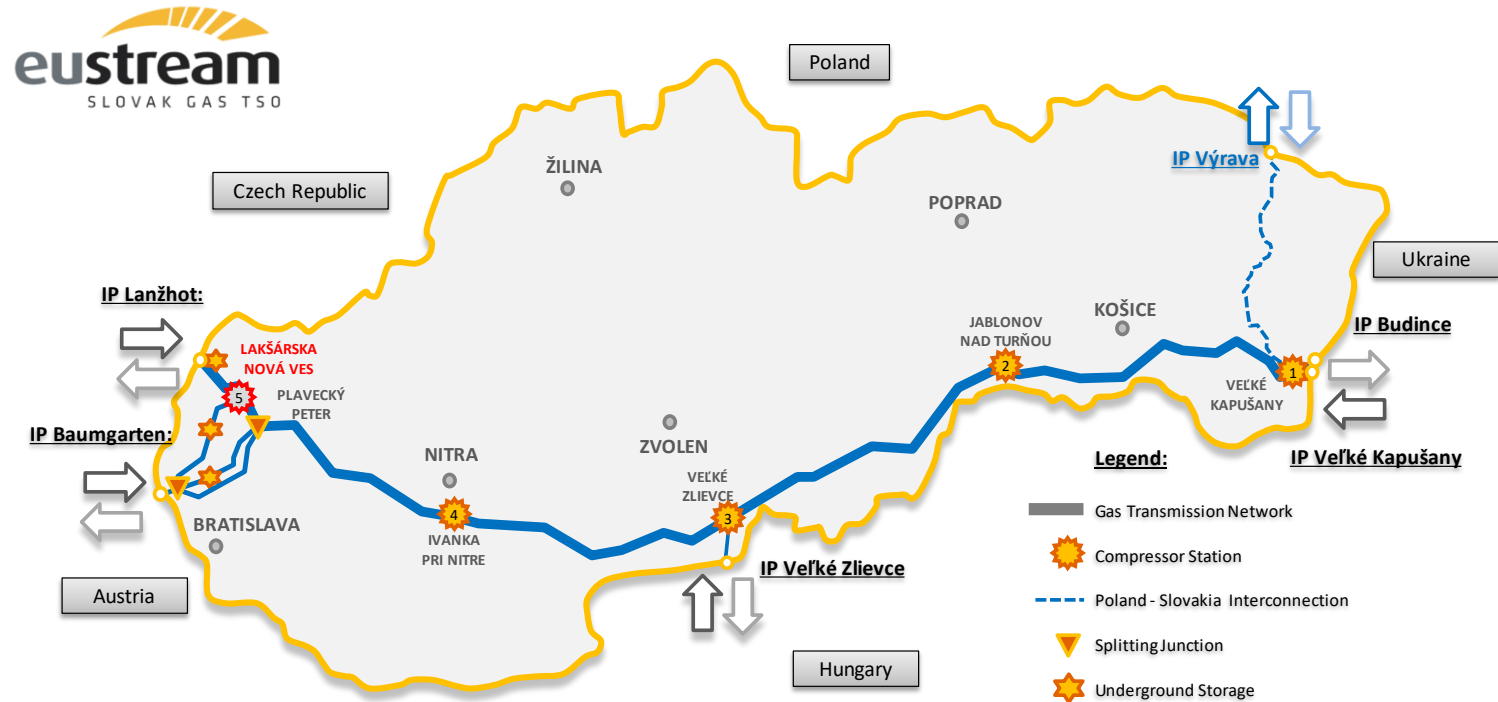 eustream
SLOVAK GAS TSO
Poland
Czech Republic
ŽILINA
IP Výrava
POPRAD
Ukraine
IP Lanžhot:
LAKŠÁRSKA
NOVÁ VES
5
PLAVECKÝ
PETER
IP Baumgarten:
JABLONOV
NAD TURŇOU
2
KOŠICE
IP Budince
1
VEĽKÉ
KAPUŠANY
IP Veľké Kapušany
NITRA
4
IVANKA
PRI NITRE
ZVOLEN
VEĽKÉ
ZLIEVCE
3
BRATISLAVA
IP Veľké Zlievce
Austria
Hungary
Legend:
Gas Transmission Network
Compressor Station
Poland - Slovakia Interconnection
Splitting Junction
Underground Storage